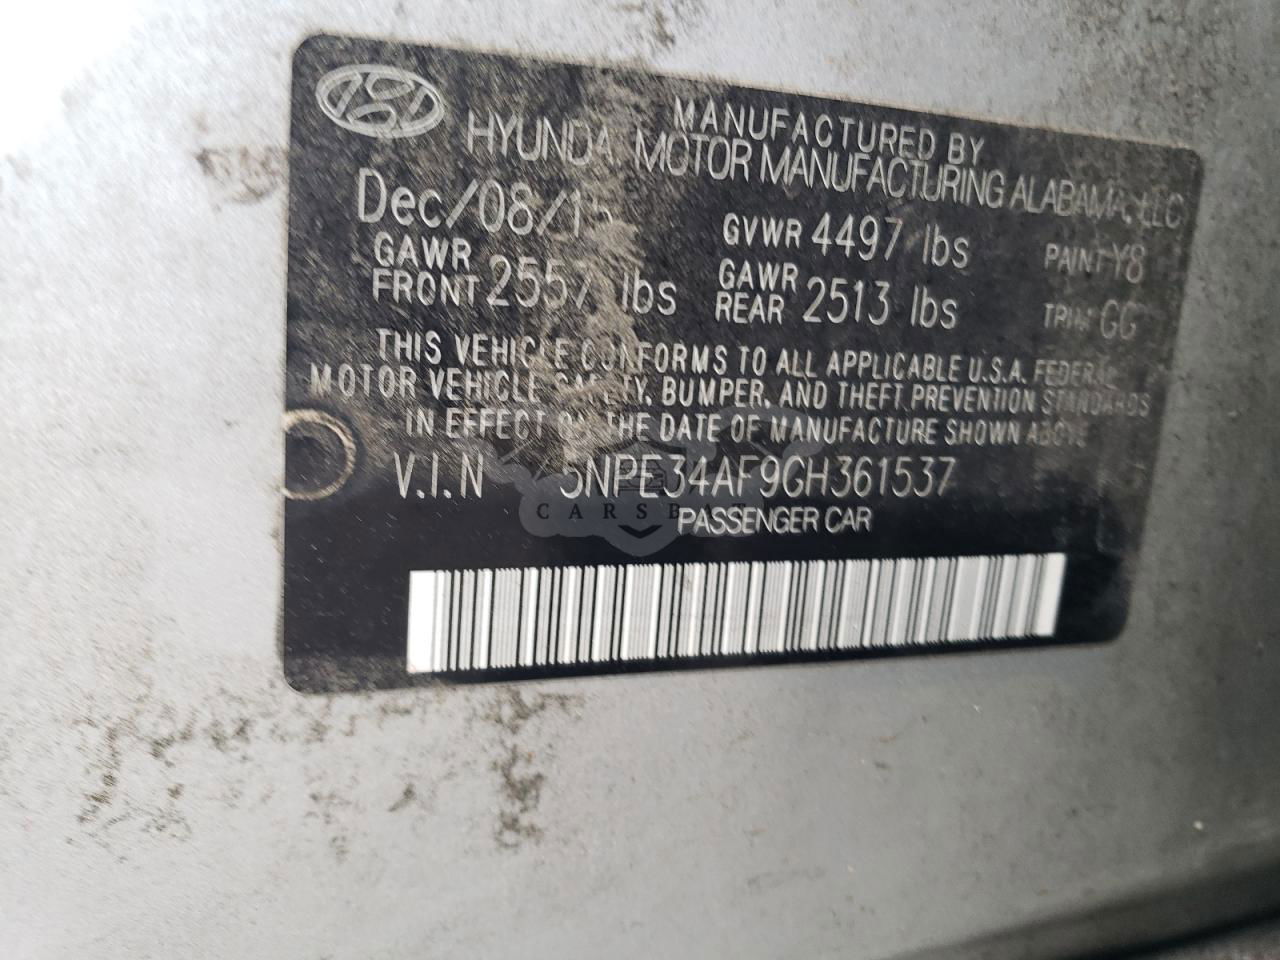 MANUFACTURED BY
HYUNDAI MOTOR MANUFACTURING ALABAMA, LLC
Dec/08/15 GVWR 4497 lbs PAINT Y8
GAWR FRONT 2557 lbs GAWR REAR 2513 lbs TRIM GG
THIS VEHICLE CONFORMS TO ALL APPLICABLE U.S.A. FEDERAL
MOTOR VEHICLE SAFETY, BUMPER, AND THEFT PREVENTION STANDARDS
IN EFFECT ON THE DATE OF MANUFACTURE SHOWN ABOVE
V.I.N 5NPE34AF9GH361537
CARSBAT
PASSENGER CAR